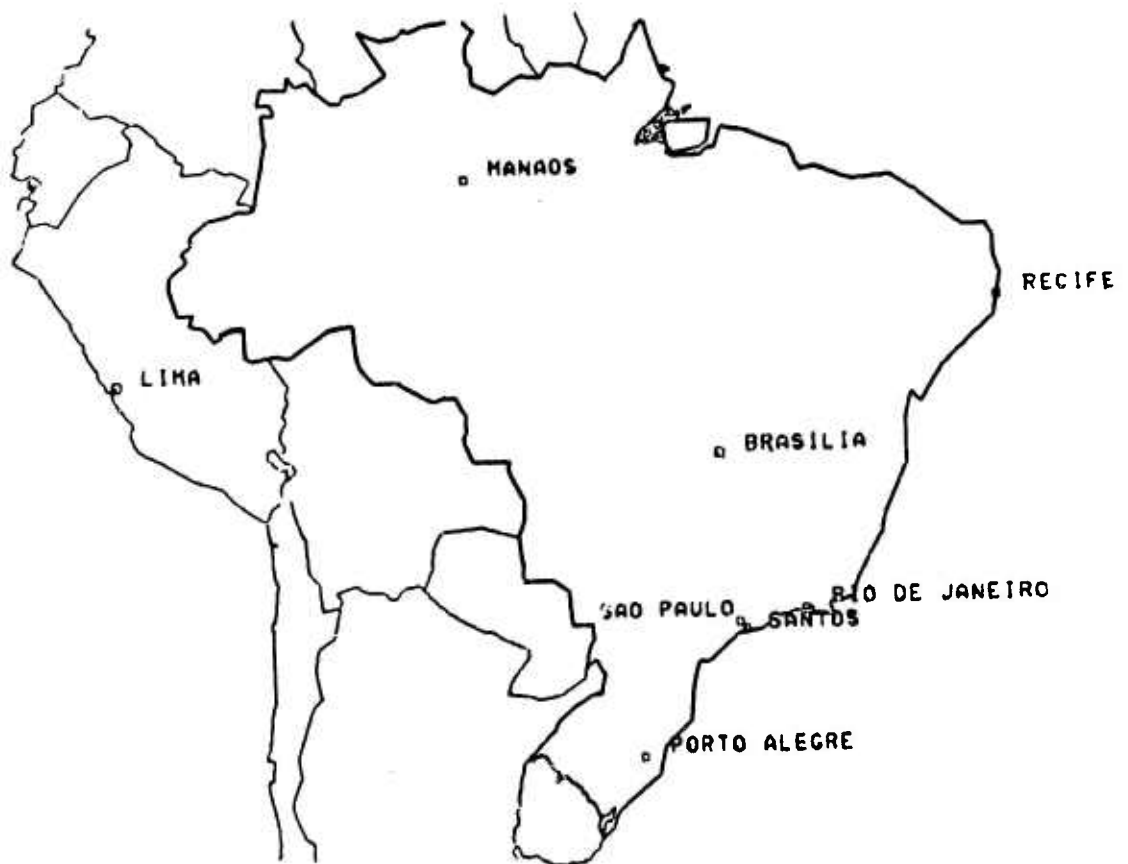 MANAOS
RECIFE
LIMA
BRASILIA
RIO DE JANEIRO
SAO PAULO
SANTOS
PORTO ALEGRE